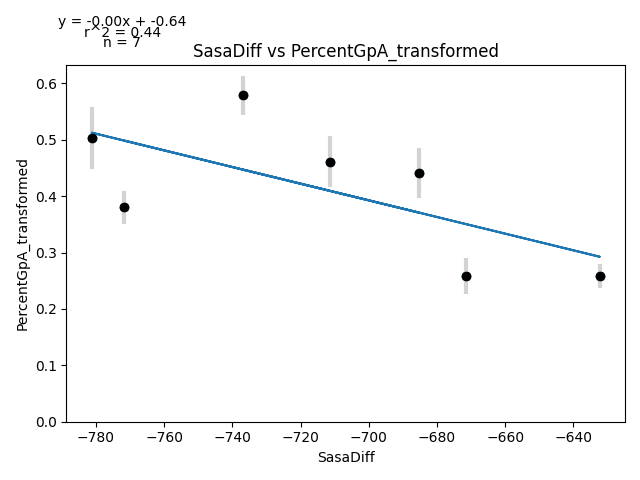 y = -0.00x + -0.64
r^2 = 0.44
n = 7
SasaDiff vs PercentGpA_transformed
PercentGpA_transformed
0.6
0.5
0.4
0.3
0.2
0.1
0.0
−780 −760 −740 −720 −700 −680 −660 −640
SasaDiff